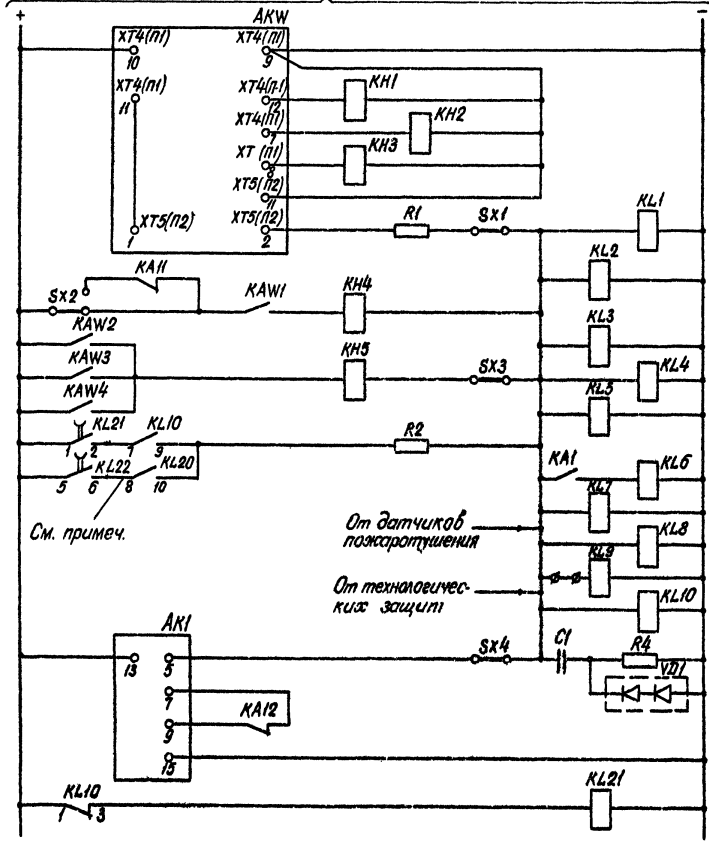 +
AKW
−
XT4(П1)
10
XT4(П1)
9
XT4(П1)
11
XT4(П-1)
12
KH1
XT4(П1)
7
KH2
XT (П1)
8
KH3
XT5(П2)
11
XT5(П2)
1
XT5(П2)
2
R1
SX1
KL1
KA11
SX2
KAW1
KH4
KL2
KAW2
KL3
KAW3
KH5
SX3
KL4
KAW4
KL5
KL21
1 2
KL10
7 9
R2
KL22
5 6
KL20
8 10
KA1
KL6
См. примеч.
KL7
От датчиков
пожаротушения
KL8
KL9
От технологичес-
ких защит
KL10
AK1
13
5
SX4
C1
R4
VD1
7
KA12
9
15
KL10
1 3
KL21